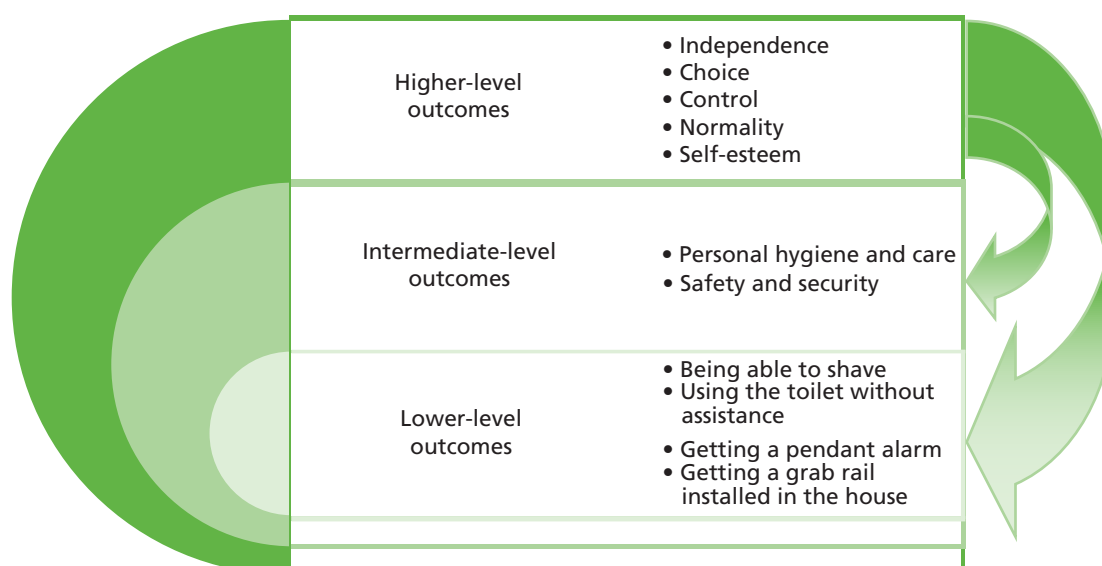 Higher-level
outcomes
• Independence
• Choice
• Control
• Normality
• Self-esteem
Intermediate-level
outcomes
• Personal hygiene and care
• Safety and security
Lower-level
outcomes
• Being able to shave
• Using the toilet without
assistance
• Getting a pendant alarm
• Getting a grab rail
installed in the house